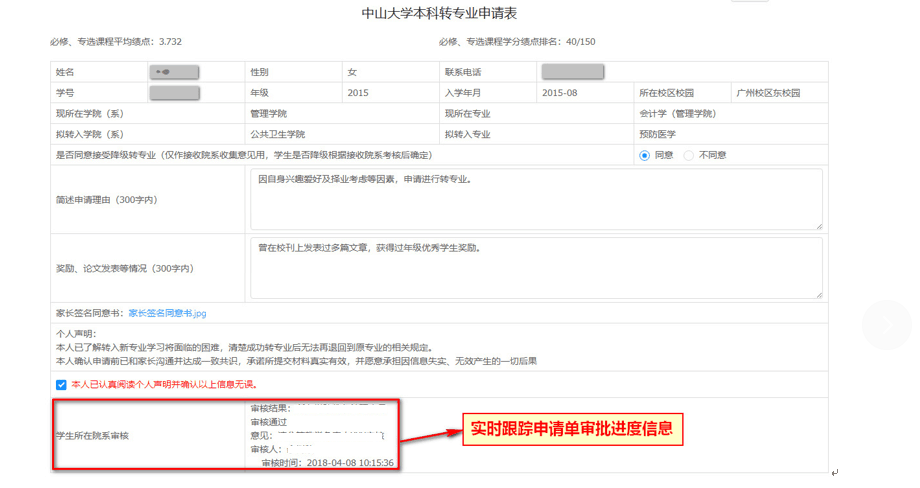 中山大学本科转专业申请表
必修、专选课程平均绩点：3.732 必修、专选课程学分绩点排名：40/150
姓名 性别 女 联系电话
学号 年级 2015 入学年月 2015-08 所在校区校园 广州校区东校园
现所在学院（系） 管理学院 现所在专业 会计学（管理学院）
拟转入学院（系） 公共卫生学院 拟转入专业 预防医学
是否同意接受降级转专业（仅作接收院系收集意见用，学生是否降级根据接收院系考核后确定） 同意 不同意
简述申请理由（300字内） 因自身兴趣爱好及择业考虑等因素，申请进行转专业。
奖励、论文发表等情况（300字内） 曾在校刊上发表过多篇文章，获得过年级优秀学生奖励。
家长签名同意书：家长签名同意书.jpg
个人声明：
本人已了解转入新专业学习将面临的困难，清楚成功转专业后无法再退回到原专业的相关规定。
本人确认申请前已和家长沟通并达成一致共识，承诺所提交材料真实有效，并愿意承担因信息失实、无效产生的一切后果
本人已认真阅读个人声明并确认以上信息无误。
学生所在院系审核
审核结果：
审核通过
意见：
审核人：
审核时间：2018-04-08 10:15:36
实时跟踪申请单审批进度信息